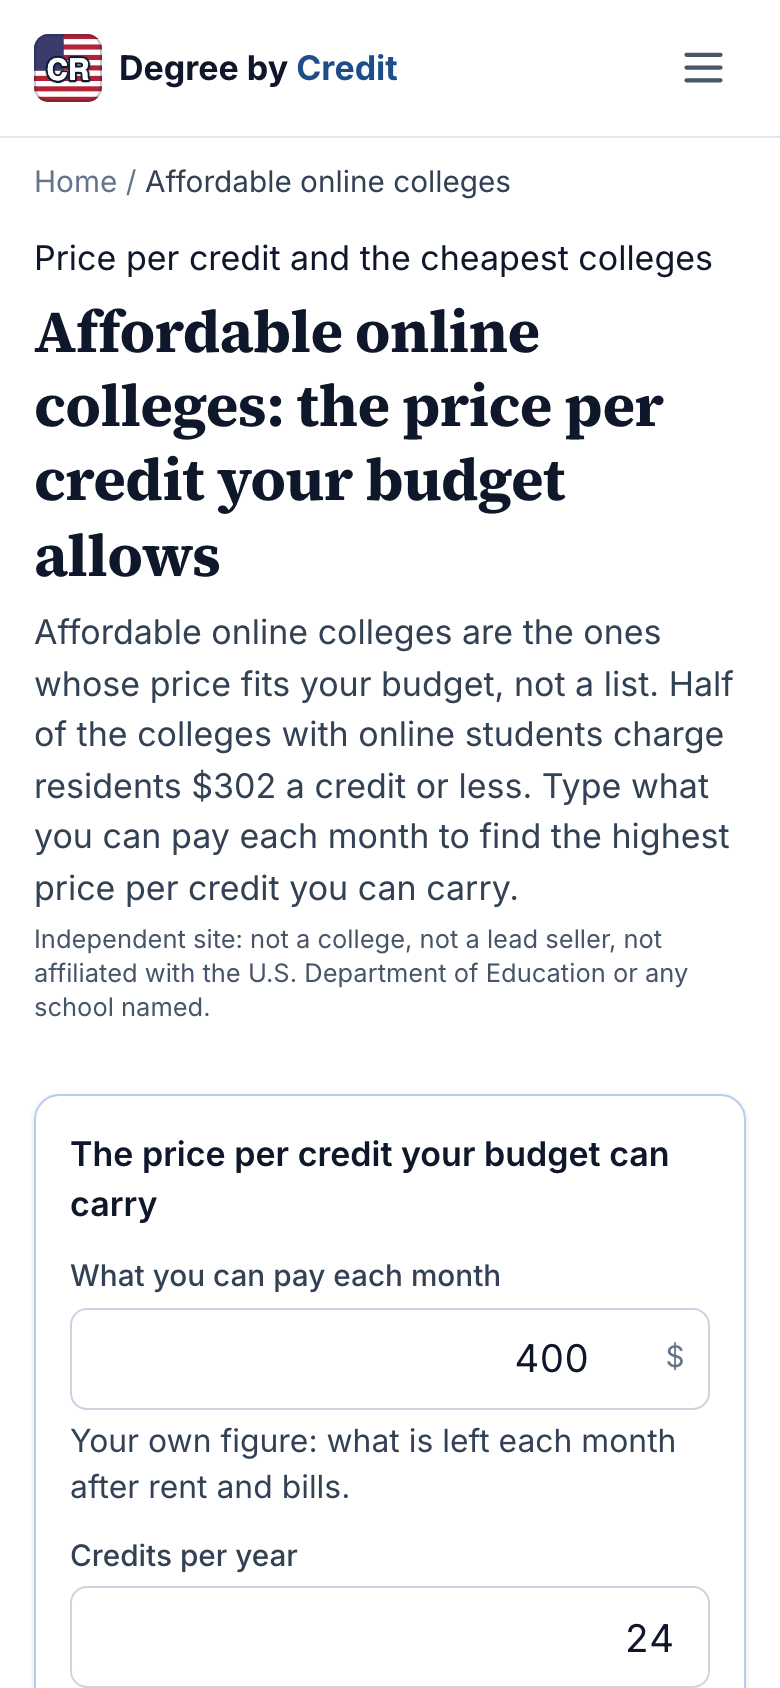 CR
Degree by Credit
Home / Affordable online colleges
Price per credit and the cheapest colleges
Affordable online
colleges: the price per
credit your budget
allows
Affordable online colleges are the ones
whose price fits your budget, not a list. Half
of the colleges with online students charge
residents $302 a credit or less. Type what
you can pay each month to find the highest
price per credit you can carry.
Independent site: not a college, not a lead seller, not
affiliated with the U.S. Department of Education or any
school named.
The price per credit your budget can
carry
What you can pay each month
400 $
Your own figure: what is left each month
after rent and bills.
Credits per year
24